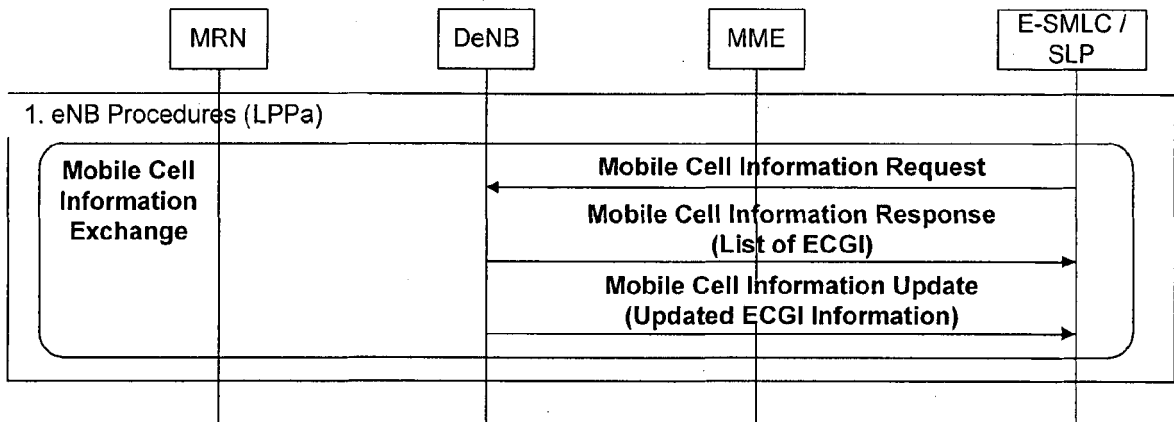 MRN
DeNB
MME
E-SMLC /
SLP
1. eNB Procedures (LPPa)
Mobile Cell
Information
Exchange
Mobile Cell Information Request
Mobile Cell Information Response
(List of ECGI)
Mobile Cell Information Update
(Updated ECGI Information)